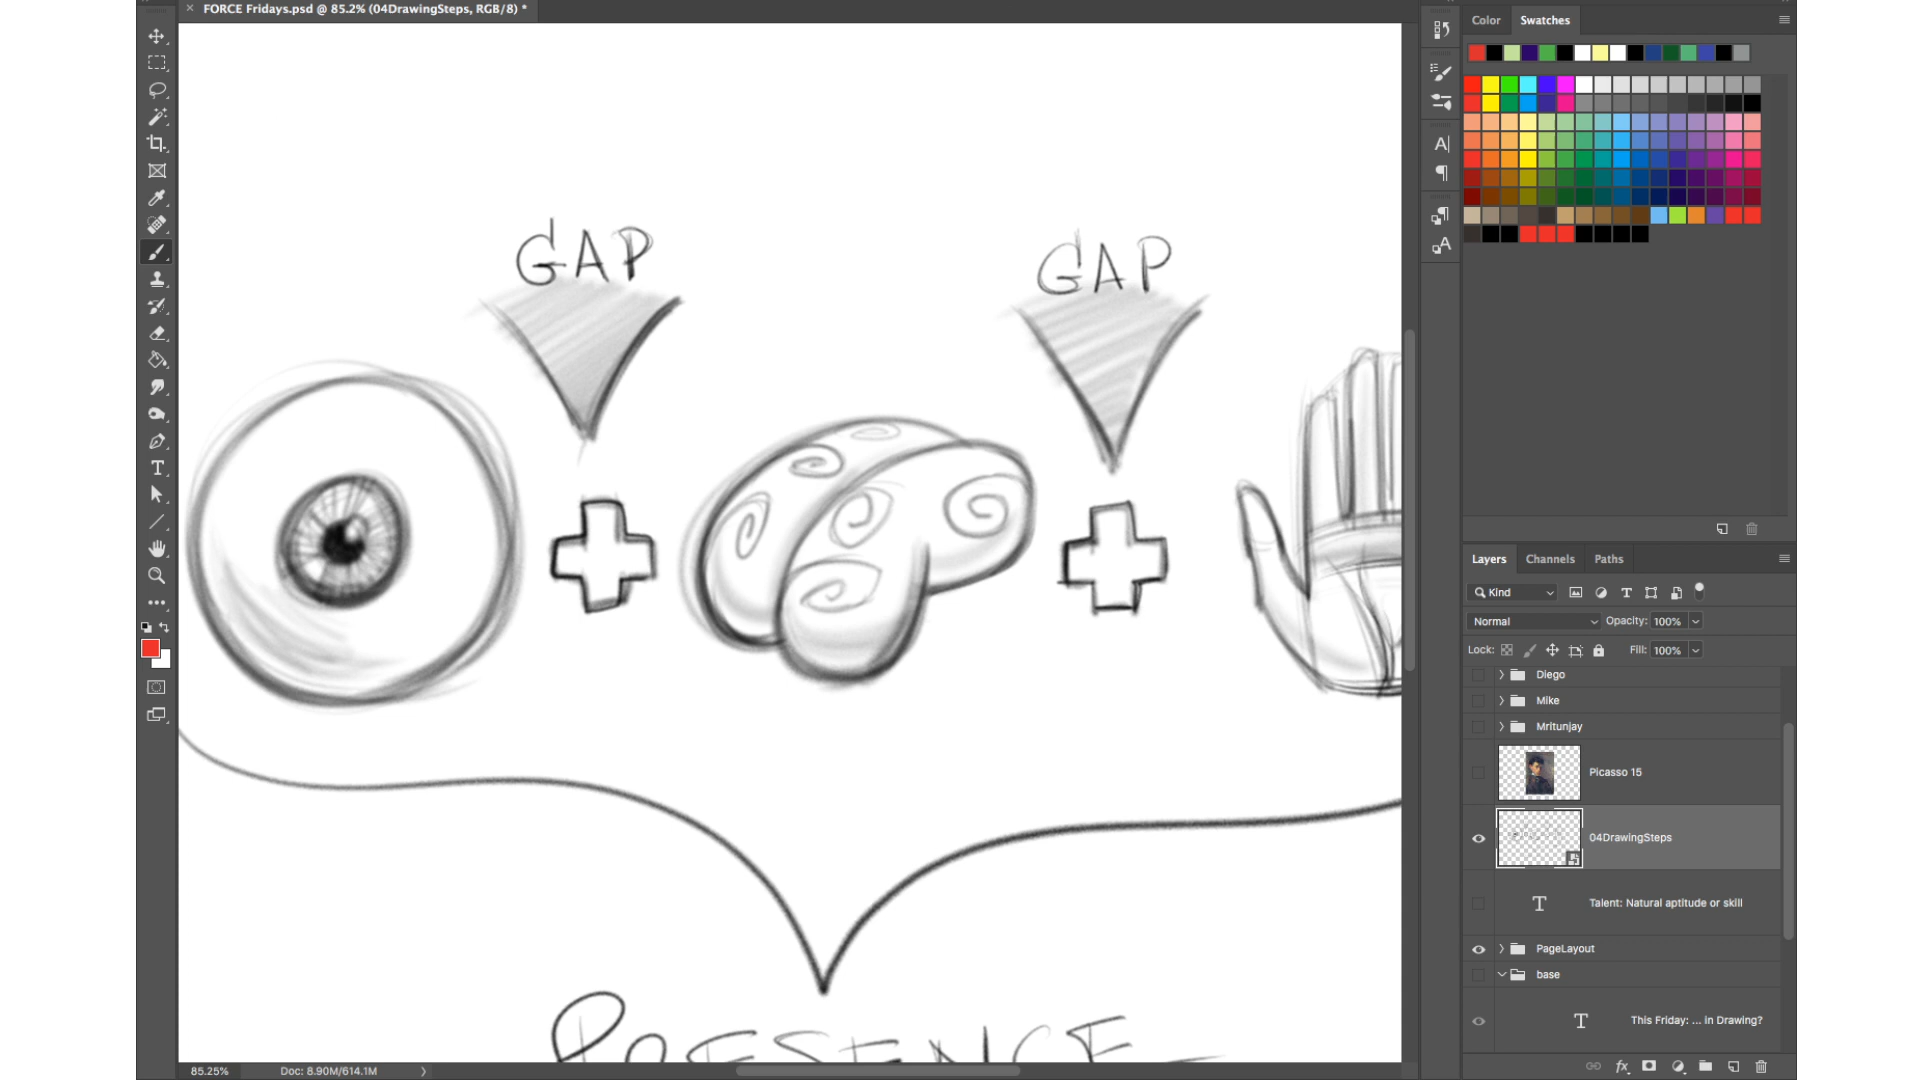 FORCE Fridays.psd @ 85.2% (04DrawingSteps, RGB/8) *
Color
Swatches
GAP
GAP
PRESENCE
Layers
Channels
Paths
Kind
Normal
Opacity: 100%
Lock:
Fill: 100%
Diego
Mike
Mritunjay
Picasso 15
04DrawingSteps
Talent: Natural aptitude or skill
PageLayout
base
This Friday: ... in Drawing?
85.25%
Doc: 8.90M/614.1M